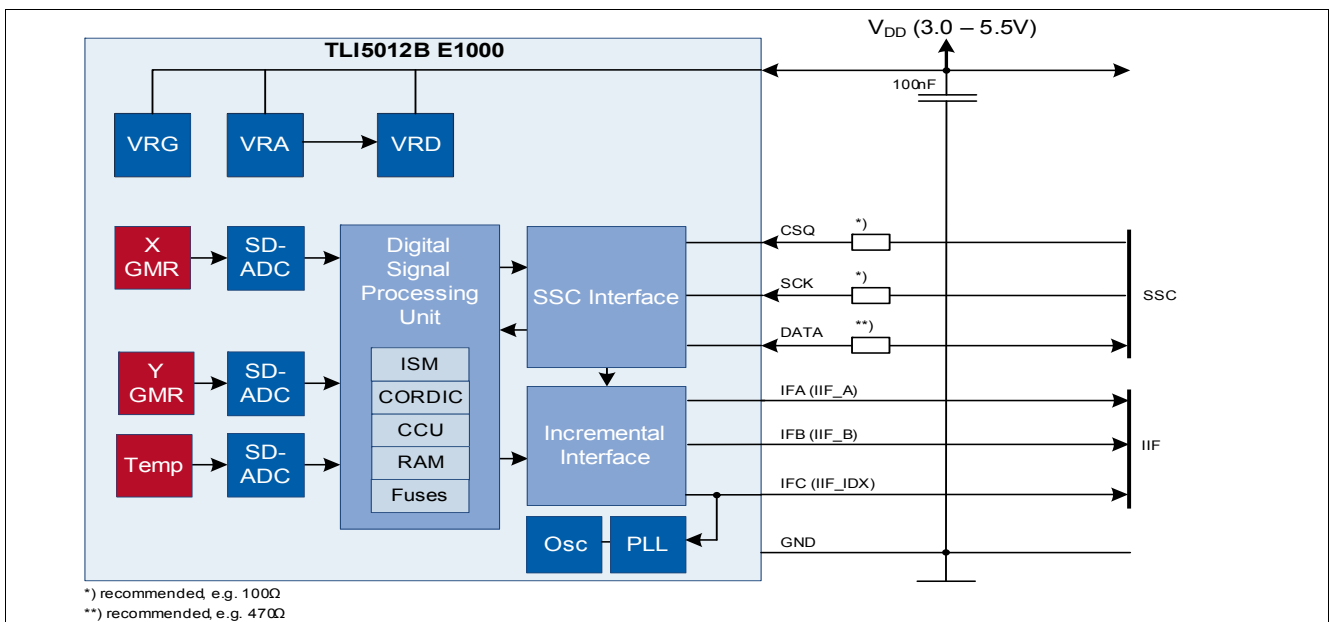 V_DD (3.0 – 5.5V)
TLI5012B E1000
100nF
VRG
VRA
VRD
X
GMR
SD-
ADC
Digital
Signal
Processing
Unit
SSC Interface
CSQ
*)
SCK
*)
DATA
**)
SSC
Y
GMR
SD-
ADC
ISM
CORDIC
CCU
RAM
Fuses
Temp
SD-
ADC
Incremental
Interface
IFA (IIF_A)
IFB (IIF_B)
IFC (IIF_IDX)
IIF
Osc
PLL
GND
*) recommended, e.g. 100Ω
**) recommended, e.g. 470Ω